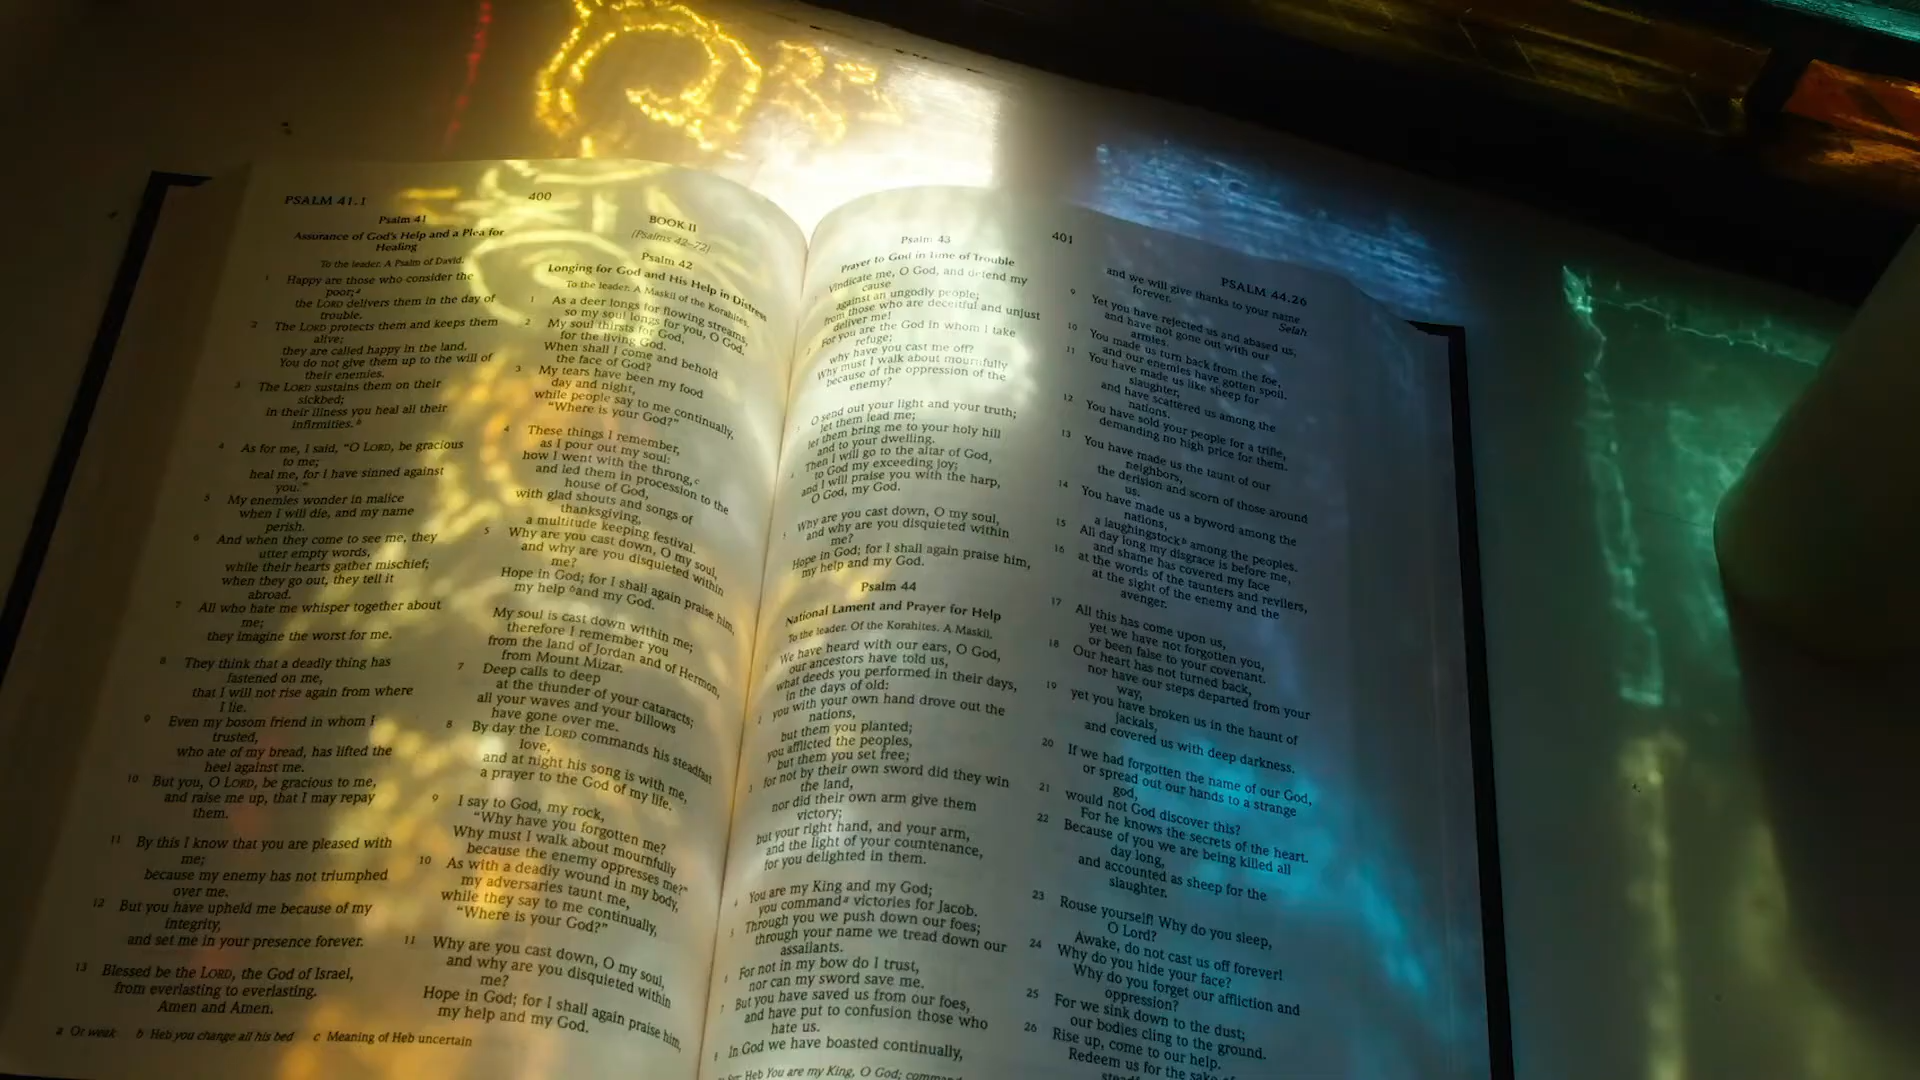 PSALM 41.1
400
Psalm 41
Assurance of God's Help and a Plea for
Healing
To the leader. A Psalm of David.
1 Happy are those who consider the
poor; a
the LORD delivers them in the day of
trouble.
2 The LORD protects them and keeps them
alive;
they are called happy in the land.
You do not give them up to the will of
their enemies.
3 The LORD sustains them on their
sickbed;
in their illness you heal all their
infirmities. b
4 As for me, I said, “O LORD, be gracious
to me;
heal me, for I have sinned against
you.”
5 My enemies wonder in malice
when I will die, and my name
perish.
6 And when they come to see me, they
utter empty words,
while their hearts gather mischief;
when they go out, they tell it
abroad.
7 All who hate me whisper together about
me;
they imagine the worst for me.
8 They think that a deadly thing has
fastened on me,
that I will not rise again from where
I lie.
9 Even my bosom friend in whom I
trusted,
who ate of my bread, has lifted the
heel against me.
10 But you, O LORD, be gracious to me,
and raise me up, that I may repay
them.
11 By this I know that you are pleased with
me;
because my enemy has not triumphed
over me.
12 But you have upheld me because of my
integrity,
and set me in your presence forever.
13 Blessed be the LORD, the God of Israel,
from everlasting to everlasting.
Amen and Amen.
BOOK II
(Psalms 42–72)
Psalm 42
Longing for God and His Help in Distress
To the leader. A Maskil of the Korahites.
1 As a deer longs for flowing streams,
so my soul longs for you, O God.
2 My soul thirsts for God,
for the living God.
When shall I come and behold
the face of God?
3 My tears have been my food
day and night,
while people say to me continually,
“Where is your God?”
4 These things I remember,
as I pour out my soul:
how I went with the throng, c
and led them in procession to the
house of God,
with glad shouts and songs of
thanksgiving,
a multitude keeping festival.
5 Why are you cast down, O my soul,
and why are you disquieted within
me?
Hope in God; for I shall again praise him,
my help and my God.
My soul is cast down within me;
therefore I remember you
from the land of Jordan and of Hermon,
from Mount Mizar.
7 Deep calls to deep
at the thunder of your cataracts;
all your waves and your billows
have gone over me.
8 By day the LORD commands his steadfast
love,
and at night his song is with me,
a prayer to the God of my life.
9 I say to God, my rock,
“Why have you forgotten me?
Why must I walk about mournfully
because the enemy oppresses me?”
10 As with a deadly wound in my body,
my adversaries taunt me,
while they say to me continually,
“Where is your God?”
11 Why are you cast down, O my soul,
and why are you disquieted within
me?
Hope in God; for I shall again praise him,
my help and my God.
a Or weak b Heb you change all his bed c Meaning of Heb uncertain
401
PSALM 44.26
Psalm 43
Prayer to God in Time of Trouble
Vindicate me, O God, and defend my
cause
against an ungodly people;
from those who are deceitful and unjust
deliver me!
For you are the God in whom I take
refuge;
why have you cast me off?
Why must I walk about mournfully
because of the oppression of the
enemy?
O send out your light and your truth;
let them lead me;
let them bring me to your holy hill
and to your dwelling.
Then I will go to the altar of God,
to God my exceeding joy;
and I will praise you with the harp,
O God, my God.
Why are you cast down, O my soul,
and why are you disquieted within
me?
Hope in God; for I shall again praise him,
my help and my God.
Psalm 44
National Lament and Prayer for Help
To the leader. Of the Korahites. A Maskil.
We have heard with our ears, O God,
our ancestors have told us,
what deeds you performed in their days,
in the days of old:
you with your own hand drove out the
nations,
but them you planted;
you afflicted the peoples,
but them you set free;
for not by their own sword did they win
the land,
nor did their own arm give them
victory;
but your right hand, and your arm,
and the light of your countenance,
for you delighted in them.
You are my King and my God;
you command a victories for Jacob.
Through you we push down our foes;
through your name we tread down our
assailants.
For not in my bow do I trust,
nor can my sword save me.
But you have saved us from our foes,
and have put to confusion those who
hate us.
In God we have boasted continually,
Heb You are my King, O God; comman
and we will give thanks to your name
forever.
Selah
9 Yet you have rejected us and abased us,
and have not gone out with our
armies.
10 You made us turn back from the foe,
and our enemies have gotten spoil.
11 You have made us like sheep for
slaughter,
and have scattered us among the
nations.
12 You have sold your people for a trifle,
demanding no high price for them.
13 You have made us the taunt of our
neighbors,
the derision and scorn of those around
us.
14 You have made us a byword among the
nations,
a laughingstock b among the peoples.
15 All day long my disgrace is before me,
and shame has covered my face
16 at the words of the taunters and revilers,
at the sight of the enemy and the
avenger.
17 All this has come upon us,
yet we have not forgotten you,
or been false to your covenant.
18 Our heart has not turned back,
nor have our steps departed from your
way,
19 yet you have broken us in the haunt of
jackals,
and covered us with deep darkness.
20 If we had forgotten the name of our God,
or spread out our hands to a strange
god,
21 would not God discover this?
For he knows the secrets of the heart.
22 Because of you we are being killed all
day long,
and accounted as sheep for the
slaughter.
23 Rouse yourself! Why do you sleep,
O Lord?
Awake, do not cast us off forever!
24 Why do you hide your face?
Why do you forget our affliction and
oppression?
25 For we sink down to the dust;
our bodies cling to the ground.
26 Rise up, come to our help.
Redeem us for the sake of